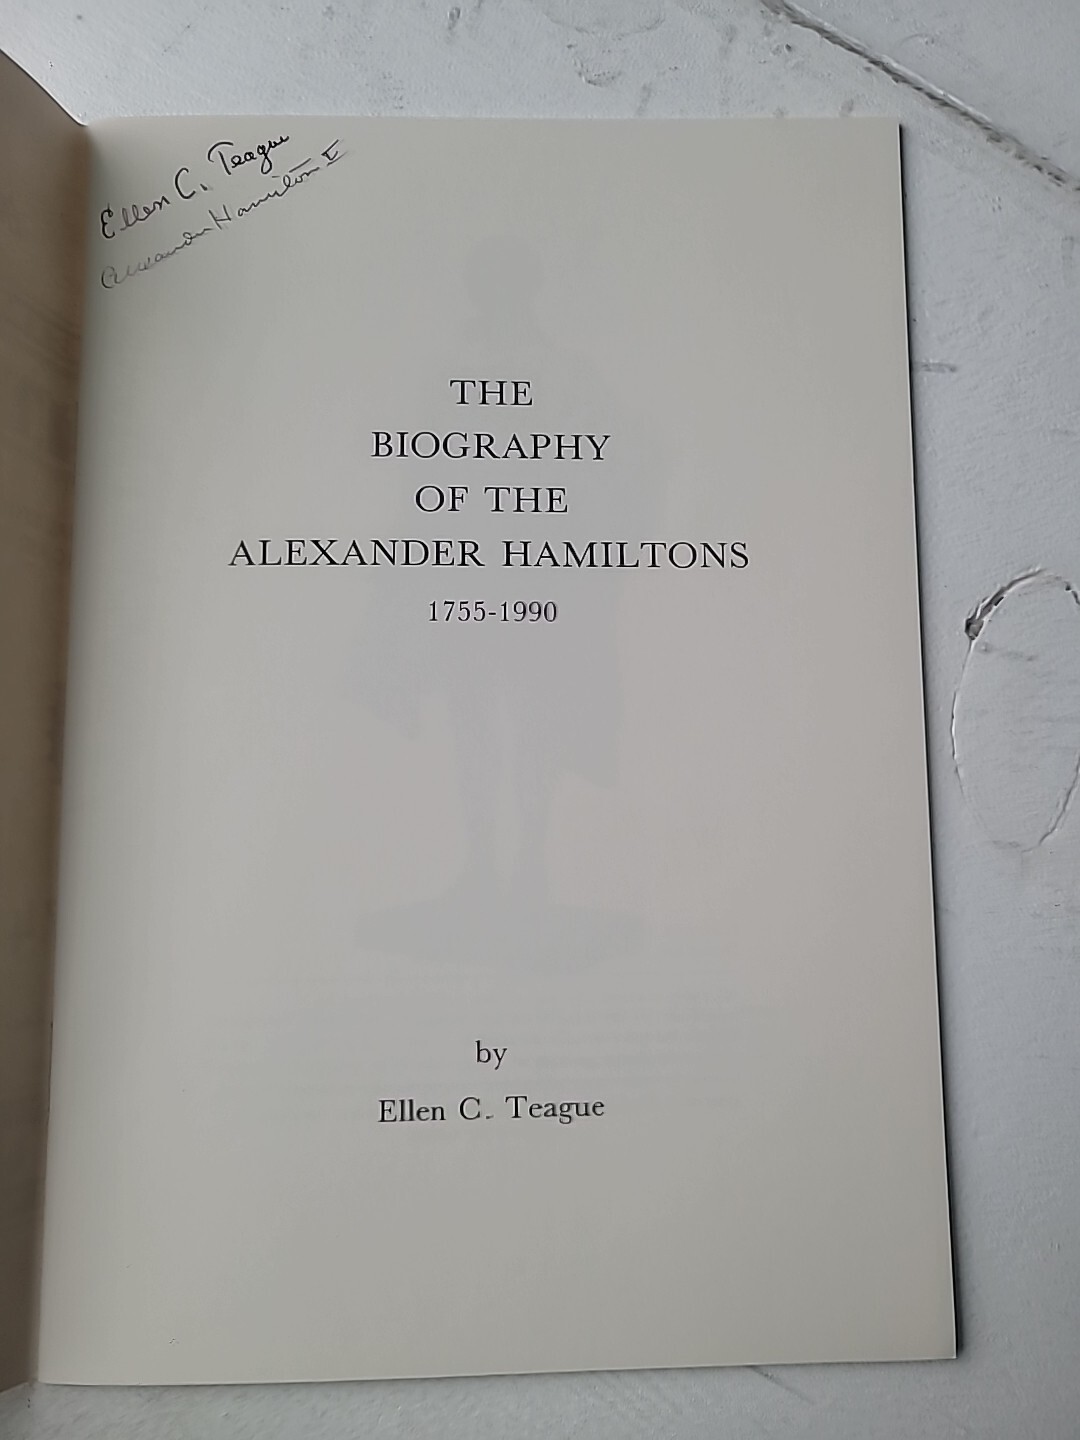 Ellen C. Teague
Alexander Hamilton V
THE
BIOGRAPHY
OF THE
ALEXANDER HAMILTONS
1755-1990
by
Ellen C. Teague